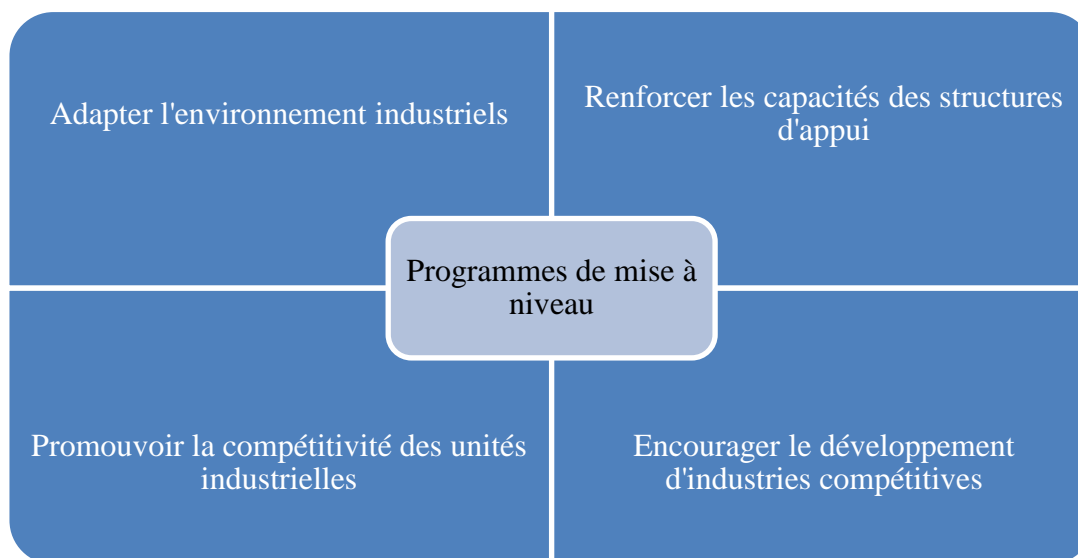 Adapter l'environnement industriels
Renforcer les capacités des structures
d'appui
Programmes de mise à
niveau
Promouvoir la compétitivité des unités
industrielles
Encourager le développement
d'industries compétitives